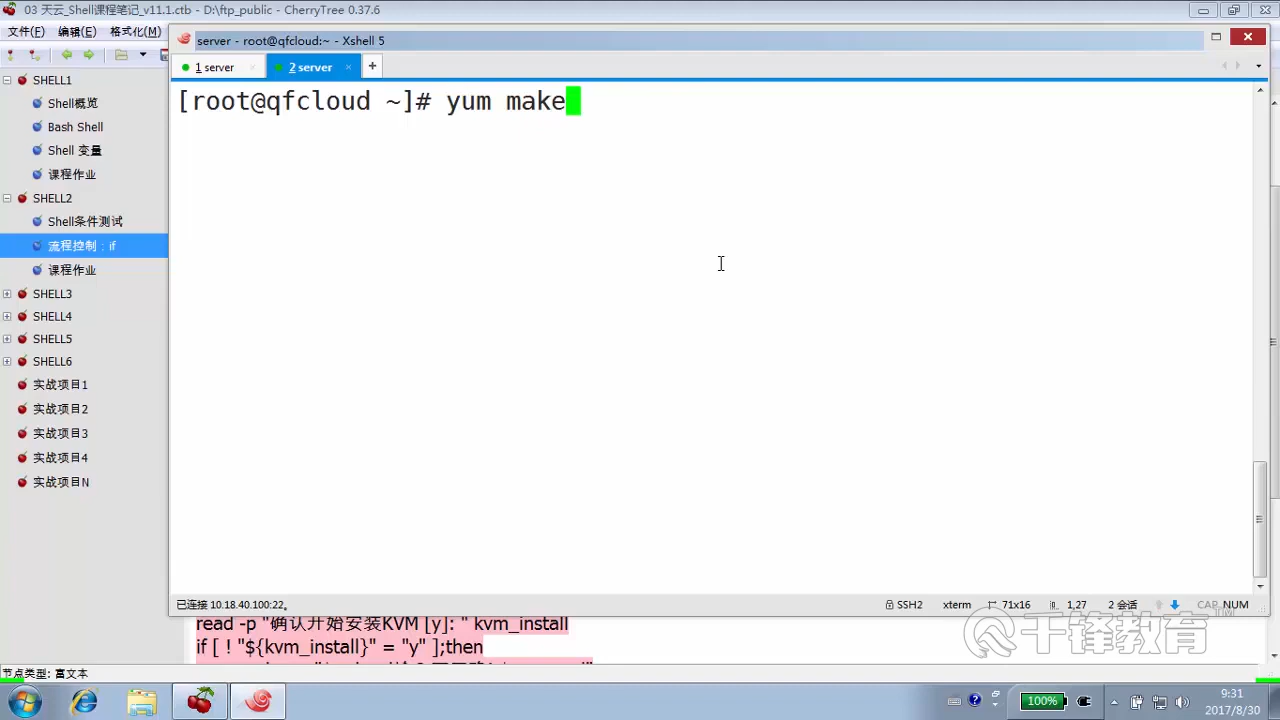 03 天云_Shell课程笔记_v11.1.ctb - D:\ftp_public - CherryTree 0.37.6
文件(F) 编辑(E) 格式化(M)
server - root@qfcloud:~ - Xshell 5
1 server × 2 server × +
[root@qfcloud ~]# yum make
SHELL1
Shell概览
Bash Shell
Shell 变量
课程作业
SHELL2
Shell条件测试
流程控制：if
课程作业
SHELL3
SHELL4
SHELL5
SHELL6
实战项目1
实战项目2
实战项目3
实战项目4
实战项目N
已连接 10.18.40.100:22。 SSH2 xterm 71x16 1,27 2 会话 CAP NUM
read -p "确认开始安装KVM [y]: " kvm_install
if [ ! "${kvm_install}" = "y" ];then
千锋教育 TM
节点类型: 富文本
100% 9:31
2017/8/30